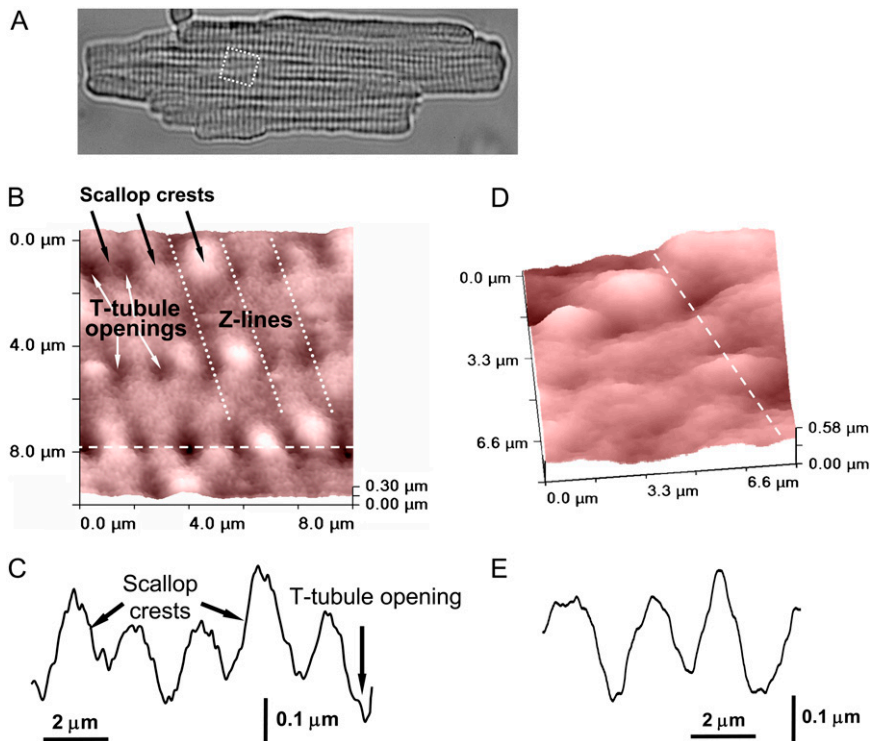 A
B
Scallop crests
0.0 µm
T-tubule
openings
Z-lines
4.0 µm
8.0 µm
0.30 µm
0.00 µm
0.0 µm
4.0 µm
8.0 µm
D
0.0 µm
3.3 µm
6.6 µm
0.58 µm
0.00 µm
0.0 µm
3.3 µm
6.6 µm
C
Scallop
crests
T-tubule opening
2 µm
0.1 µm
E
2 µm
0.1 µm